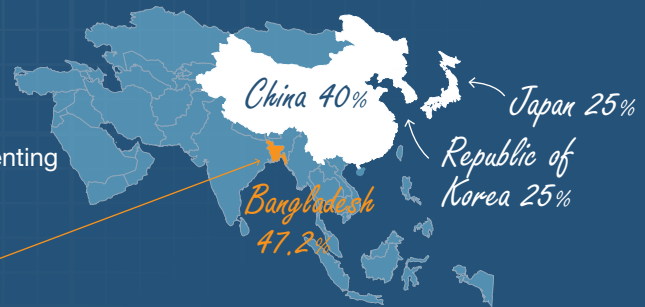 China 40%
Japan 25%
enting
Republic of
Korea 25%
Bangladesh
47.2%